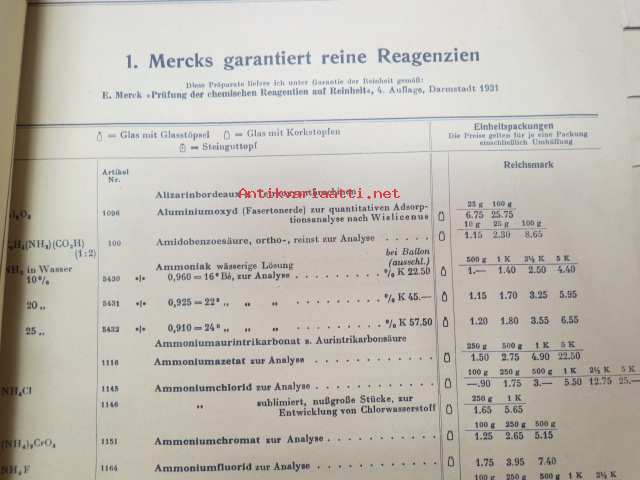 1. Mercks garantiert reine Reagenzien
Diese Präparate liefere ich unter Garantie der Reinheit gemäß:
E. Merck »Prüfung der chemischen Reagentien auf Reinheit«, 4. Auflage, Darmstadt 1931
= Glas mit Glasstöpsel = Glas mit Korkstopfen
= Steinguttopf
Einheitspackungen
Die Preise gelten für je eine Packung
einschließlich Umhüllung
Artikel
Nr.
Reichsmark
Alizarinbordeaux
Antikvariaatti.net
1096 Aluminiumoxyd (Fasertonerde) zur quantitativen Adsorp-
tionsanalyse nach Wislicenus
25 g 100 g
6.75 25.75
(NH₂)(CO₂H)
(1:2)
100 Amidobenzoesäure, ortho-, reinst zur Analyse
10 g 25 g 100 g
1.15 2.30 8.65
bei Ballon
(ausschl.)
NH₃ in Wasser
Ammoniak wässerige Lösung
500 g 1 K 2½ K 5 K
10%
5430 0,960 = 16° Bé, zur Analyse % K 22.50
1.— 1.40 2.50 4.40
20 „ 5431 0,925 = 22° „ „ „ % K 45.—
1.15 1.70 3.25 5.95
25 „ 5432 0,910 = 24° „ „ „ % K 57.50
1.20 1.80 3.55 6.55
Ammoniumaurintrikarbonat s. Aurintrikarbonsäure
1116 Ammoniumazetat zur Analyse
250 g 500 g 1 K 5 K
1.50 2.75 4.90 22.50
NH₄Cl 1145 Ammoniumchlorid zur Analyse
100 g 250 g 500 g 1 K 2½ K 5 K
—.90 1.75 3.— 5.50 12.75 25.—
1146 „ sublimiert, nußgroße Stücke, zur
Entwicklung von Chlorwasserstoff
250 g 1 K
1.65 5.65
(NH₄)₂CrO₄ 1151 Ammoniumchromat zur Analyse
100 g 250 g 500 g
1.25 2.65 5.15
NH₄F 1164 Ammoniumfluorid zur Analyse
1.75 3.95 7.40
100 g 250 g 500 g 1 K